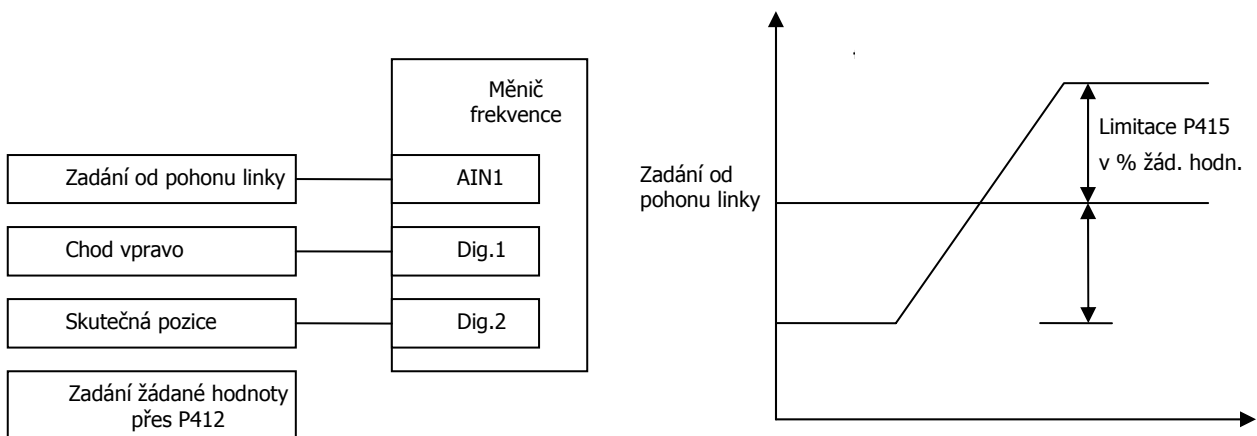 Měnič
frekvence
Zadání od pohonu linky
AIN1
Chod vpravo
Dig.1
Skutečná pozice
Dig.2
Zadání žádané hodnoty
přes P412
Zadání od
pohonu linky
Limitace P415
v % žád. hodn.